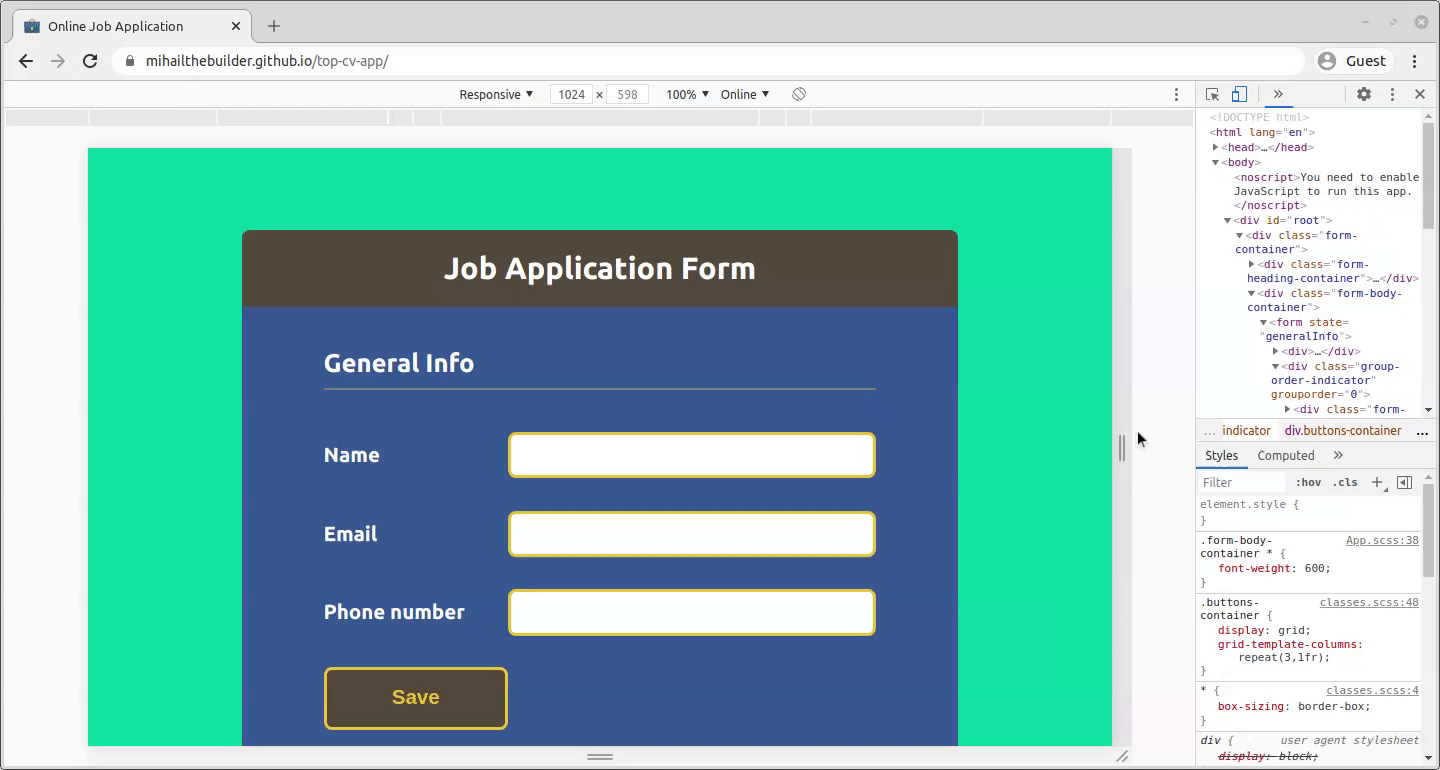 Online Job Application
mihailthebuilder.github.io/top-cv-app/
Guest
Responsive ▼ 1024 × 598 100% ▼ Online ▼
Job Application Form
General Info
Name
Email
Phone number
Save
<!DOCTYPE html>
<html lang="en">
<head>…</head>
<body>
<noscript>You need to enable
JavaScript to run this app.
</noscript>
<div id="root">
<div class="form-
container">
<div class="form-
heading-container">…</div>
<div class="form-body-
container">
<form state=
"generalInfo">
<div>…</div>
<div class="group-
order-indicator"
grouporder="0">
<div class="form-
… indicator div.buttons-container …
Styles Computed »
Filter :hov .cls +
element.style {
}
.form-body- App.scss:38
container * {
font-weight: 600;
}
.buttons- classes.scss:48
container {
display: grid;
grid-template-columns:
repeat(3,1fr);
}
* { classes.scss:4
box-sizing: border-box;
}
div { user agent stylesheet
display: block;